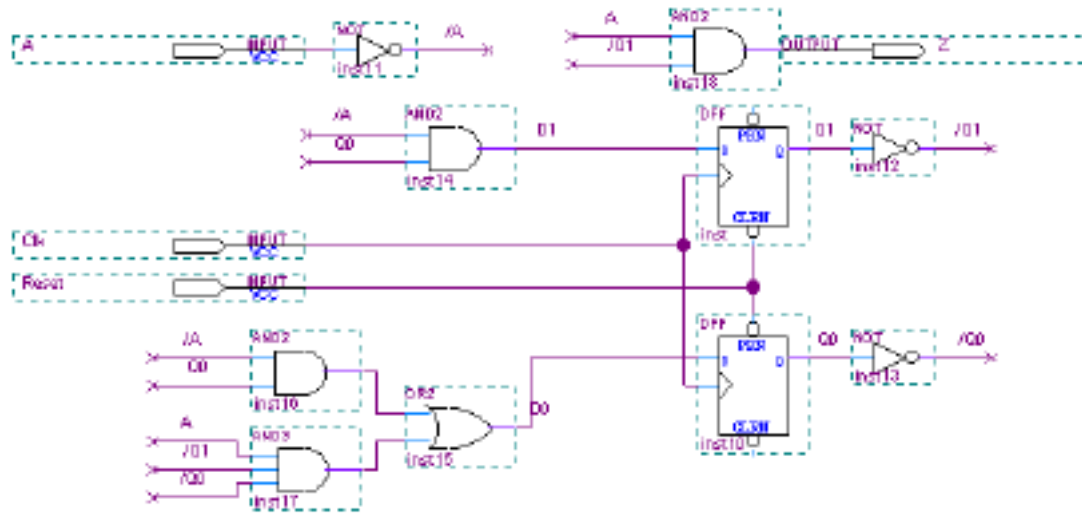 A
INPUT
VCC
NOT
inst11
/A
A
/Q1
AND2
inst18
OUTPUT
Z
/A
Q0
AND2
inst14
D1
DFF
PRN
D
Q
CLRN
inst
Q1
NOT
inst12
/Q1
Clk
INPUT
VCC
Reset
INPUT
VCC
/A
Q0
AND2
inst16
A
/Q1
/Q0
AND3
inst17
OR2
inst15
D0
DFF
PRN
D
Q
CLRN
inst10
Q0
NOT
inst13
/Q0